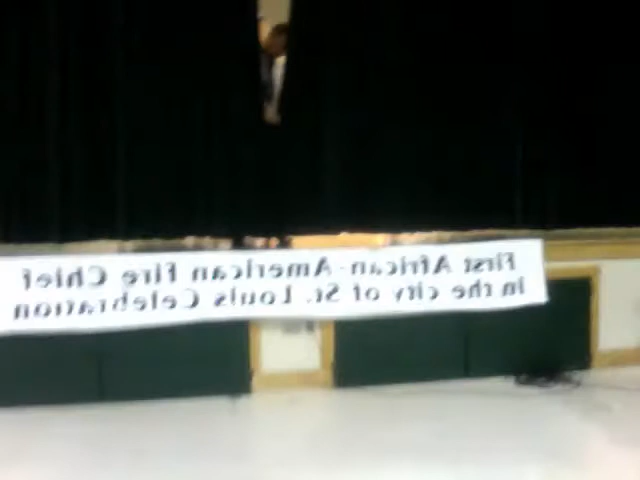 First African-American Fire Chief
in the city of St. Louis Celebration